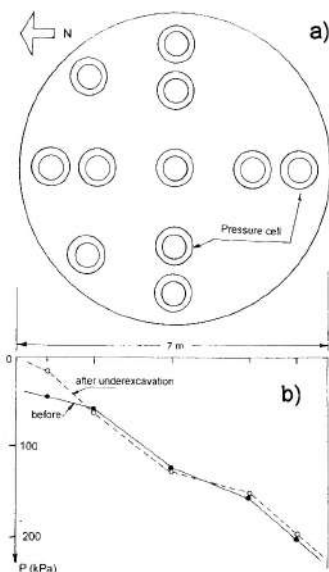 N
a)
Pressure cell
7 m
0
after underexcavation
b)
before
100
200
P (kPa)